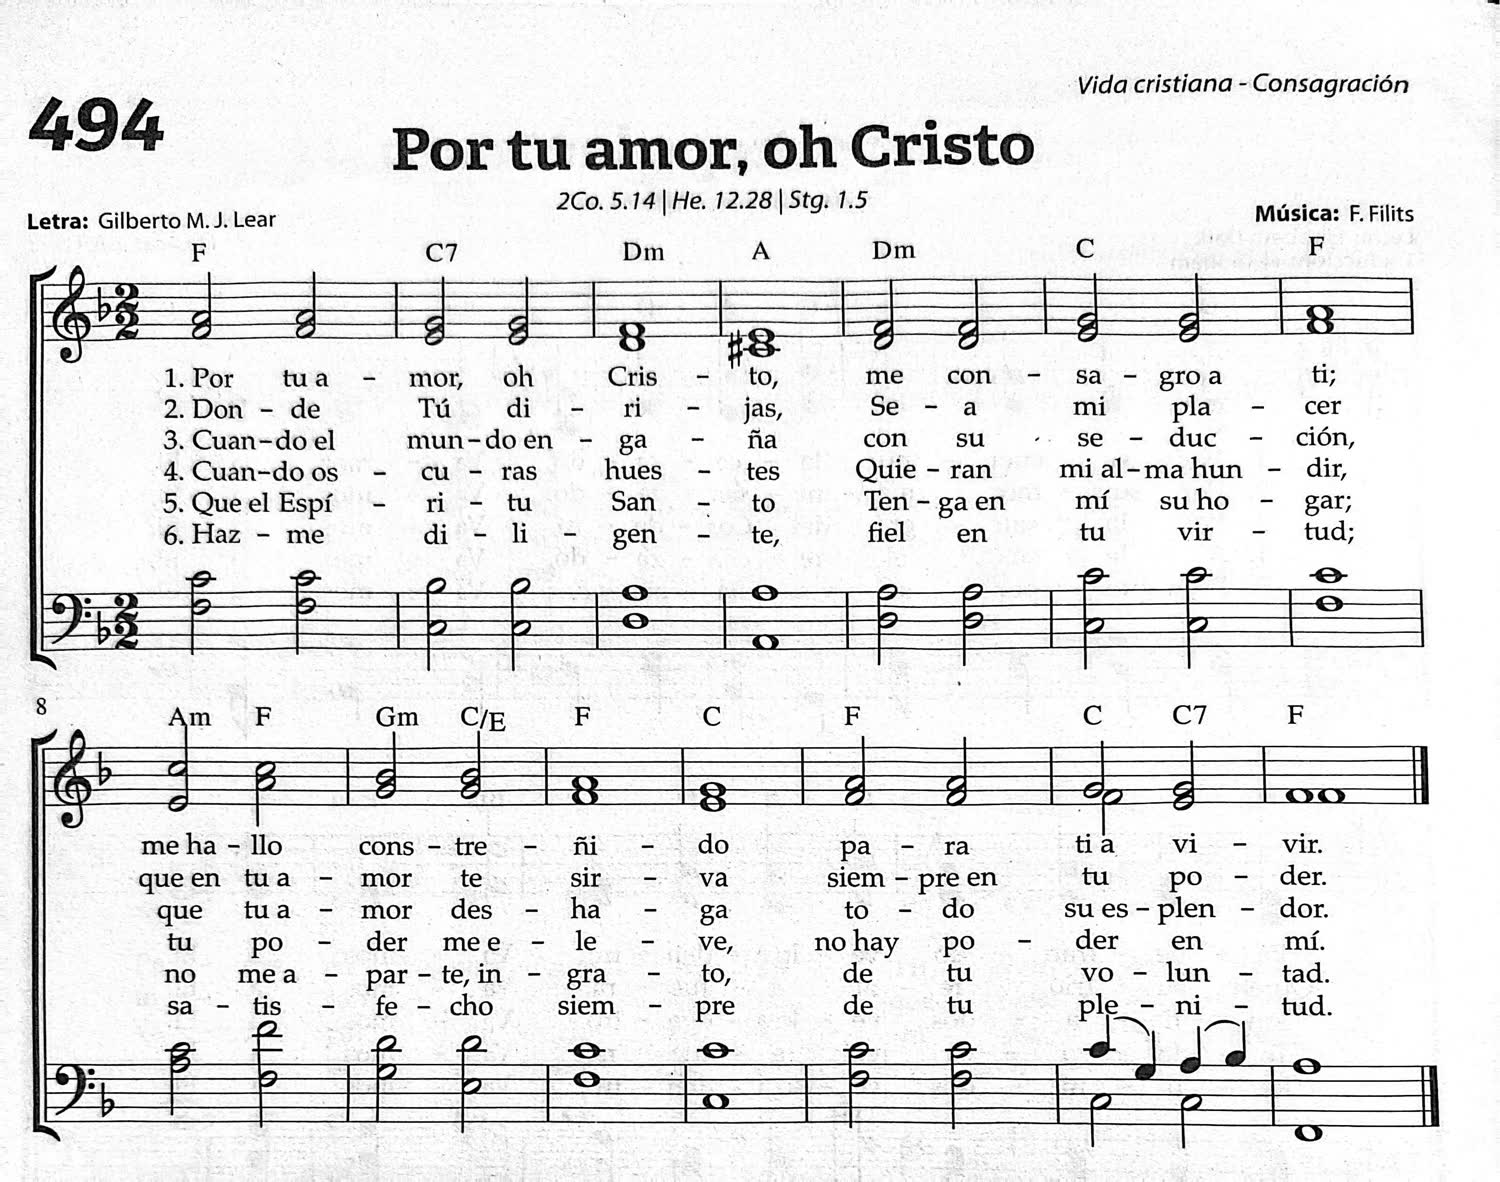 Vida cristiana - Consagración
494
Por tu amor, oh Cristo
2Co. 5.14 | He. 12.28 | Stg. 1.5
Letra: Gilberto M. J. Lear
Música: F. Filits
F C7 Dm A Dm C F
1. Por tu a – mor, oh Cris – to, me con – sa – gro a ti;
2. Don – de Tú di – ri – jas, Se – a mi pla – cer
3. Cuan–do el mun–do en – ga – ña con su se – duc – ción,
4. Cuan–do os – cu – ras hues – tes Quie – ran mi al–ma hun – dir,
5. Que el Espí – ri tu San – to Ten – ga en mí su ho – gar;
6. Haz – me di – li – gen – te, fiel en tu vir – tud;
8
Am F Gm C/E F C F C C7 F
me ha – llo cons – tre – ñi – do pa – ra ti a vi – vir.
que en tu a – mor te sir – va siem – pre en tu po – der.
que tu a – mor des – ha – ga to – do su es – plen – dor.
tu po – der me e – le – ve, no hay po – der en mí.
no me a – par – te, in – gra – to, de tu vo – lun – tad.
sa – tis – fe – cho siem – pre de tu ple – ni – tud.